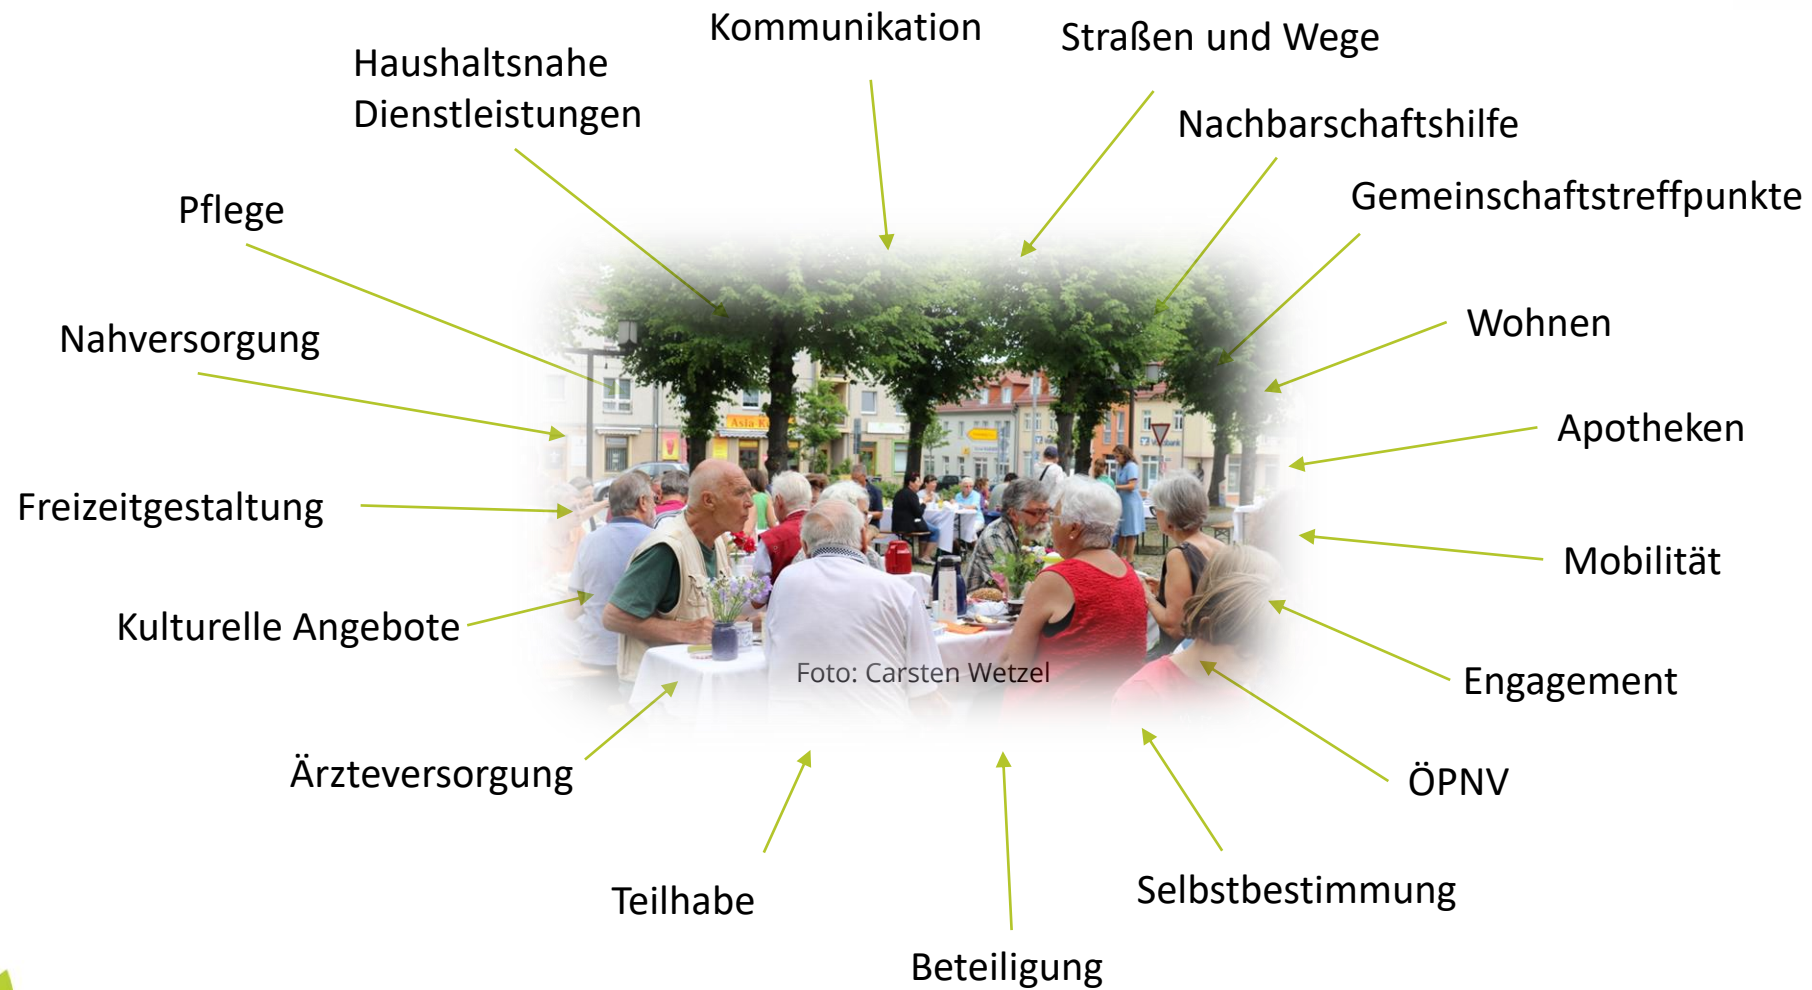 Kommunikation
Straßen und Wege
Haushaltsnahe
Dienstleistungen
Nachbarschaftshilfe
Gemeinschaftstreffpunkte
Pflege
Wohnen
Nahversorgung
Apotheken
Freizeitgestaltung
Mobilität
Kulturelle Angebote
Foto: Carsten Wetzel
Engagement
Ärzteversorgung
ÖPNV
Teilhabe
Selbstbestimmung
Beteiligung